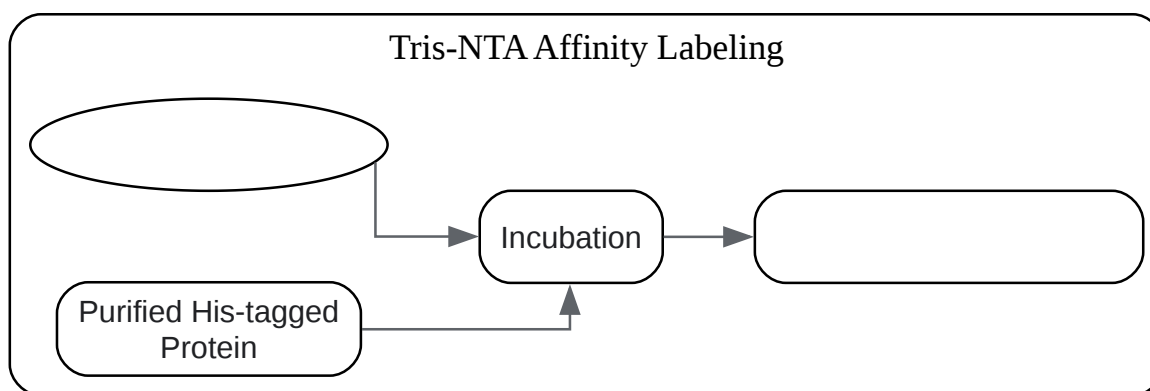 Tris-NTA Affinity Labeling
Incubation
Purified His-tagged
Protein